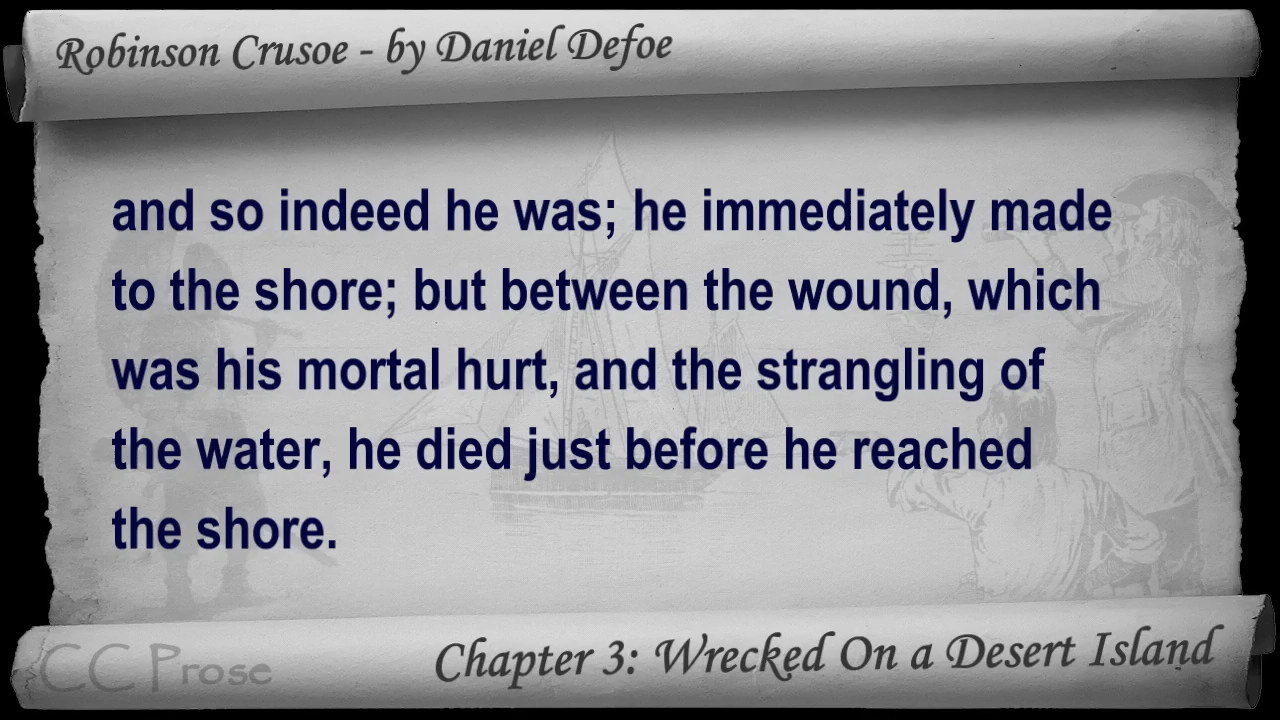 Robinson Crusoe - by Daniel Defoe
and so indeed he was; he immediately made
to the shore; but between the wound, which
was his mortal hurt, and the strangling of
the water, he died just before he reached
the shore.
CC Prose
Chapter 3: Wrecked On a Desert Island